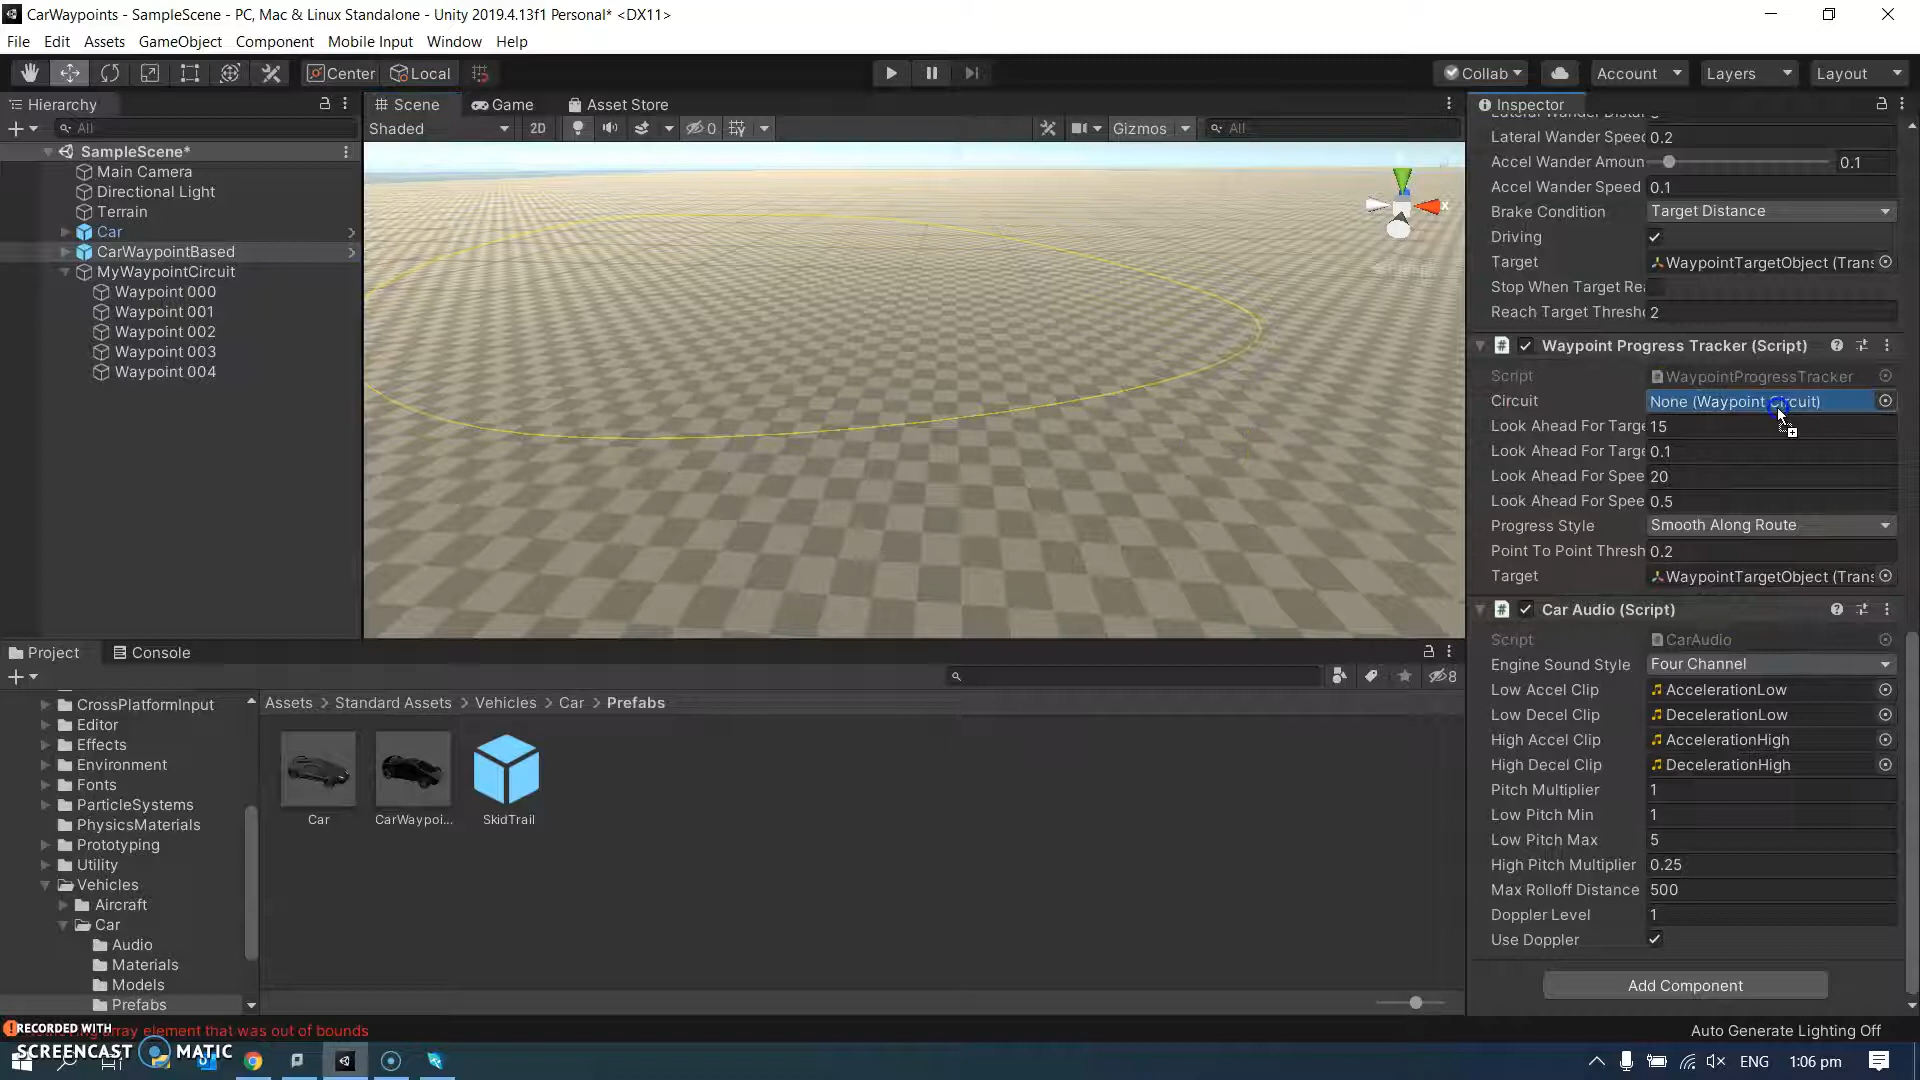 CarWaypoints - SampleScene - PC, Mac & Linux Standalone - Unity 2019.4.13f1 Personal* <DX11>
File Edit Assets GameObject Component Mobile Input Window Help
Center Local Collab Account Layers Layout
Hierarchy
All
SampleScene*
Main Camera
Directional Light
Terrain
Car
CarWaypointBased
MyWaypointCircuit
Waypoint 000
Waypoint 001
Waypoint 002
Waypoint 003
Waypoint 004
Scene Game Asset Store
Shaded 2D 0 Gizmos All
x
Inspector
Lateral Wander Speed 0.2
Accel Wander Amoun 0.1
Accel Wander Speed 0.1
Brake Condition Target Distance
Driving
Target WaypointTargetObject (Trans
Stop When Target Rea
Reach Target Thresho 2
Waypoint Progress Tracker (Script)
Script WaypointProgressTracker
Circuit None (Waypoint Circuit)
Look Ahead For Targe 15
Look Ahead For Targe 0.1
Look Ahead For Spee 20
Look Ahead For Spee 0.5
Progress Style Smooth Along Route
Point To Point Thresh 0.2
Target WaypointTargetObject (Trans
Car Audio (Script)
Script CarAudio
Engine Sound Style Four Channel
Low Accel Clip AccelerationLow
Low Decel Clip DecelerationLow
High Accel Clip AccelerationHigh
High Decel Clip DecelerationHigh
Pitch Multiplier 1
Low Pitch Min 1
Low Pitch Max 5
High Pitch Multiplier 0.25
Max Rolloff Distance 500
Doppler Level 1
Use Doppler
Add Component
Project Console
8
CrossPlatformInput
Editor
Effects
Environment
Fonts
ParticleSystems
PhysicsMaterials
Prototyping
Utility
Vehicles
Aircraft
Car
Audio
Materials
Models
Prefabs
Assets > Standard Assets > Vehicles > Car > Prefabs
Car CarWaypoi... SkidTrail
RECORDED WITH
array element that was out of bounds
Auto Generate Lighting Off
SCREENCAST MATIC
ENG 1:06 pm